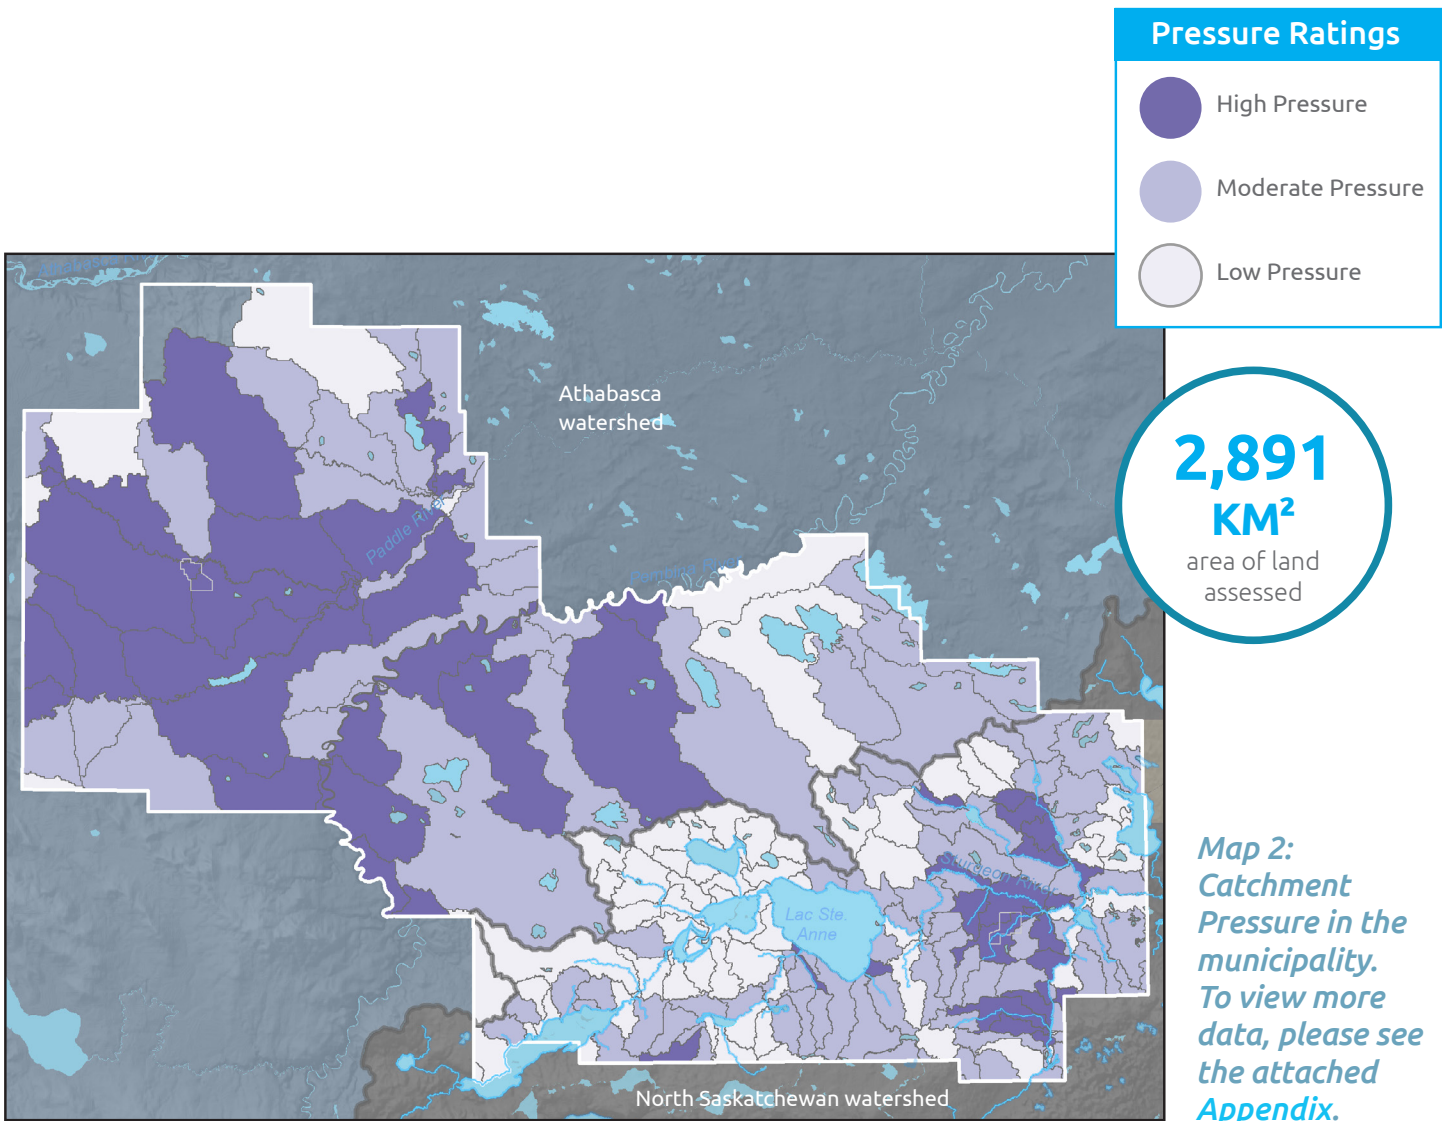 Pressure Ratings
High Pressure
Moderate Pressure
Low Pressure
Athabasca
watershed
2,891
KM²
area of land
assessed
Paddle River
Pembina River
Sturgeon River
Lac Ste.
Anne
North Saskatchewan watershed
Map 2:
Catchment
Pressure in the
municipality.
To view more
data, please see
the attached
Appendix.